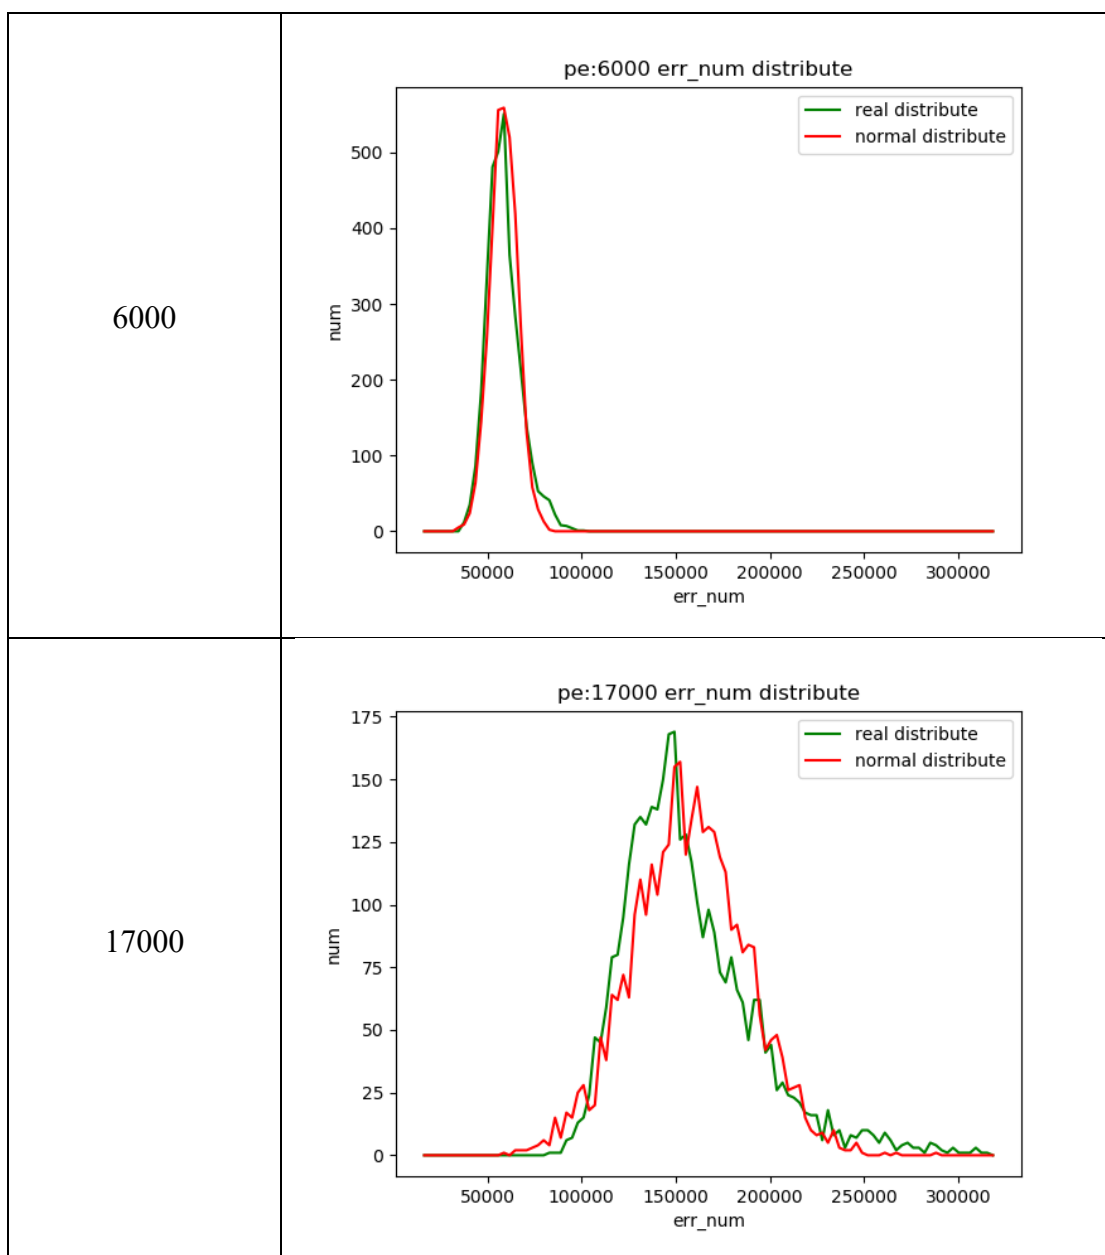 6000
pe:6000 err_num distribute
real distribute
normal distribute
500
400
300
200
100
0
num
50000 100000 150000 200000 250000 300000
err_num
17000
pe:17000 err_num distribute
real distribute
normal distribute
175
150
125
100
75
50
25
0
num
50000 100000 150000 200000 250000 300000
err_num